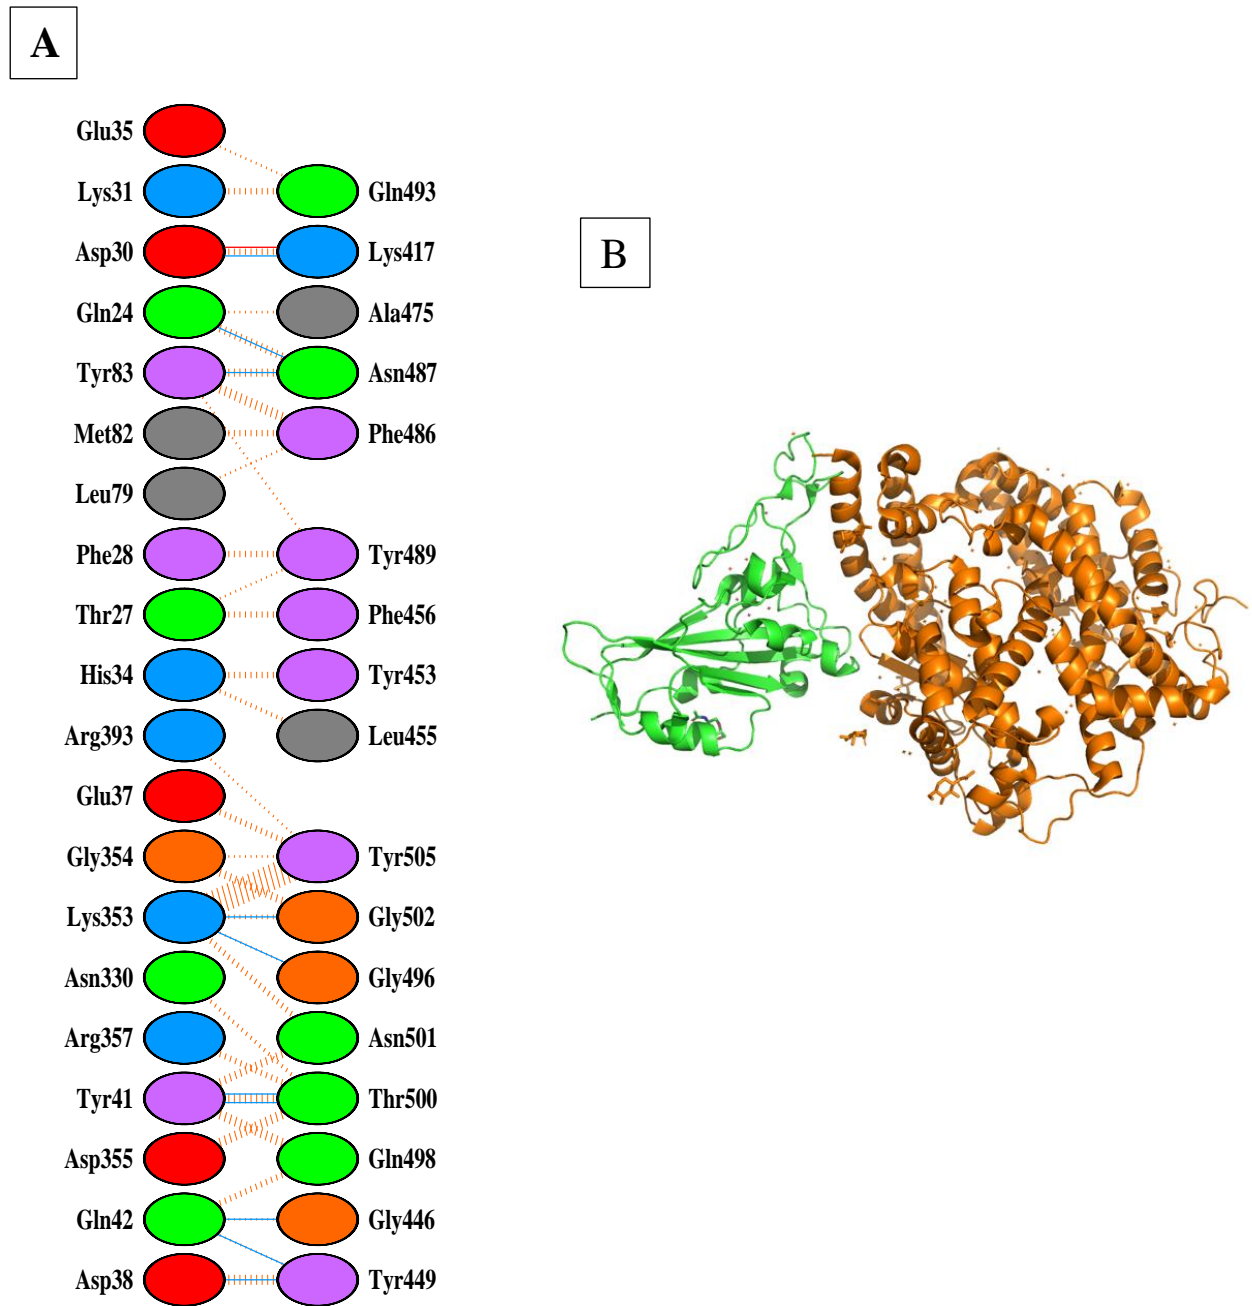 A
Glu35
Lys31 Gln493
Asp30 Lys417
B
Gln24 Ala475
Tyr83 Asn487
Met82 Phe486
Leu79
Phe28 Tyr489
Thr27 Phe456
His34 Tyr453
Arg393 Leu455
Glu37
Gly354 Tyr505
Lys353 Gly502
Asn330 Gly496
Arg357 Asn501
Tyr41 Thr500
Asp355 Gln498
Gln42 Gly446
Asp38 Tyr449